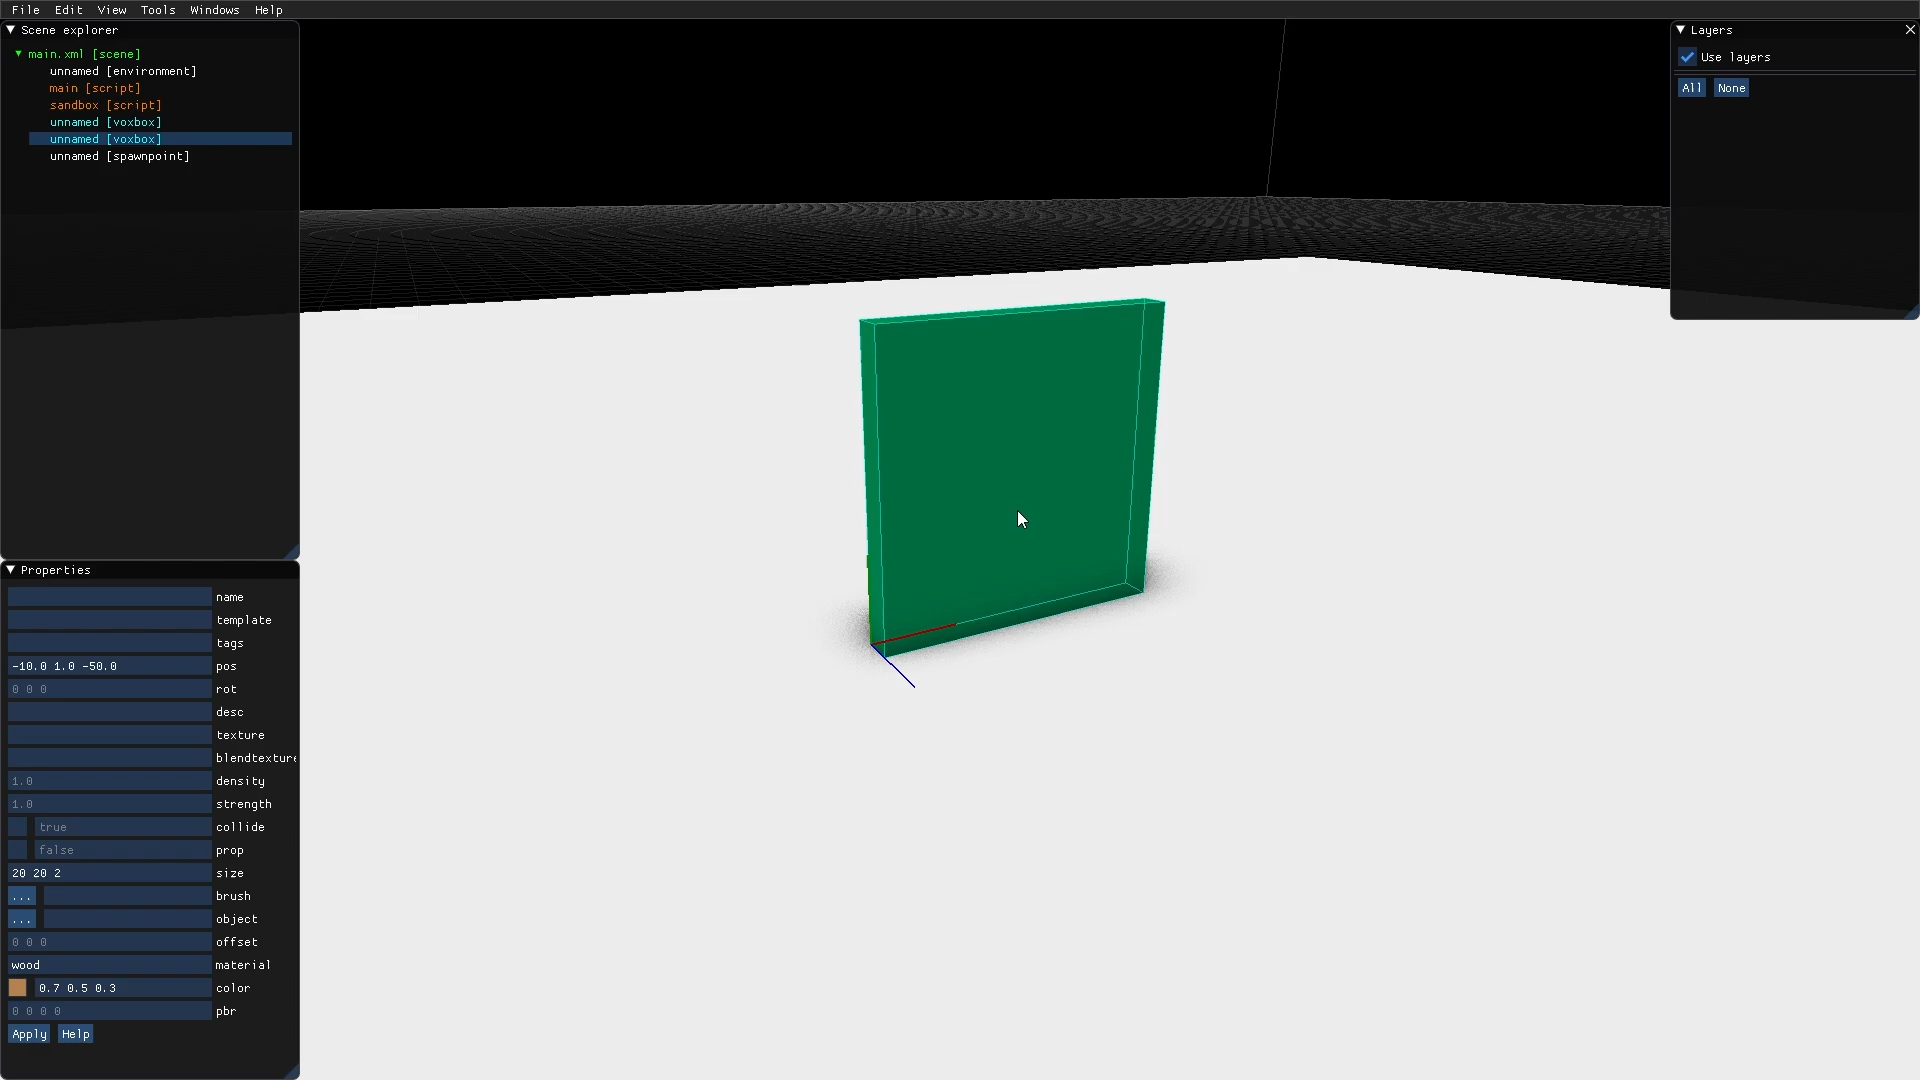 File Edit View Tools Windows Help
Scene explorer
main.xml [scene]
unnamed [environment]
main [script]
sandbox [script]
unnamed [voxbox]
unnamed [voxbox]
unnamed [spawnpoint]
Layers
Use layers
All None
Properties
name
template
tags
-10.0 1.0 -50.0 pos
0 0 0 rot
desc
texture
blendtexture
1.0 density
1.0 strength
true collide
false prop
20 20 2 size
... brush
... object
0 0 0 offset
wood material
0.7 0.5 0.3 color
0 0 0 0 pbr
Apply Help